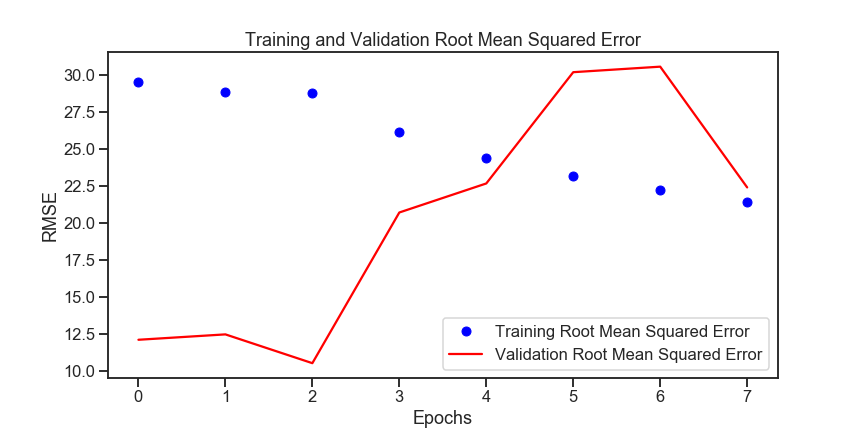 Training and Validation Root Mean Squared Error
30.0
27.5
25.0
22.5
20.0
17.5
15.0
12.5
10.0
RMSE
Training Root Mean Squared Error
Validation Root Mean Squared Error
0 1 2 3 4 5 6 7
Epochs